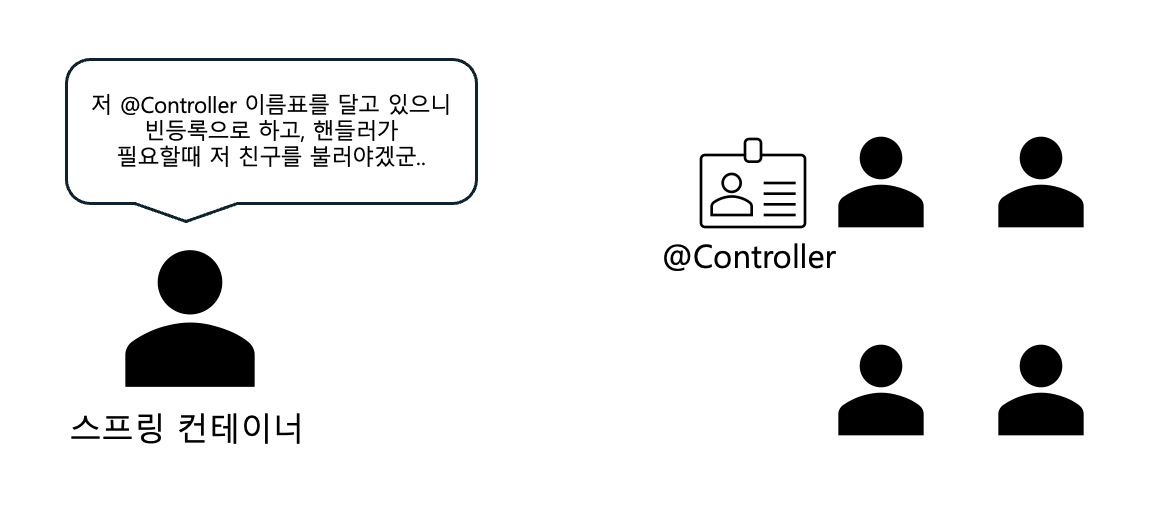 저 @Controller 이름표를 달고 있으니
빈등록으로 하고, 핸들러가
필요할때 저 친구를 불러야겠군..
@Controller
스프링 컨테이너